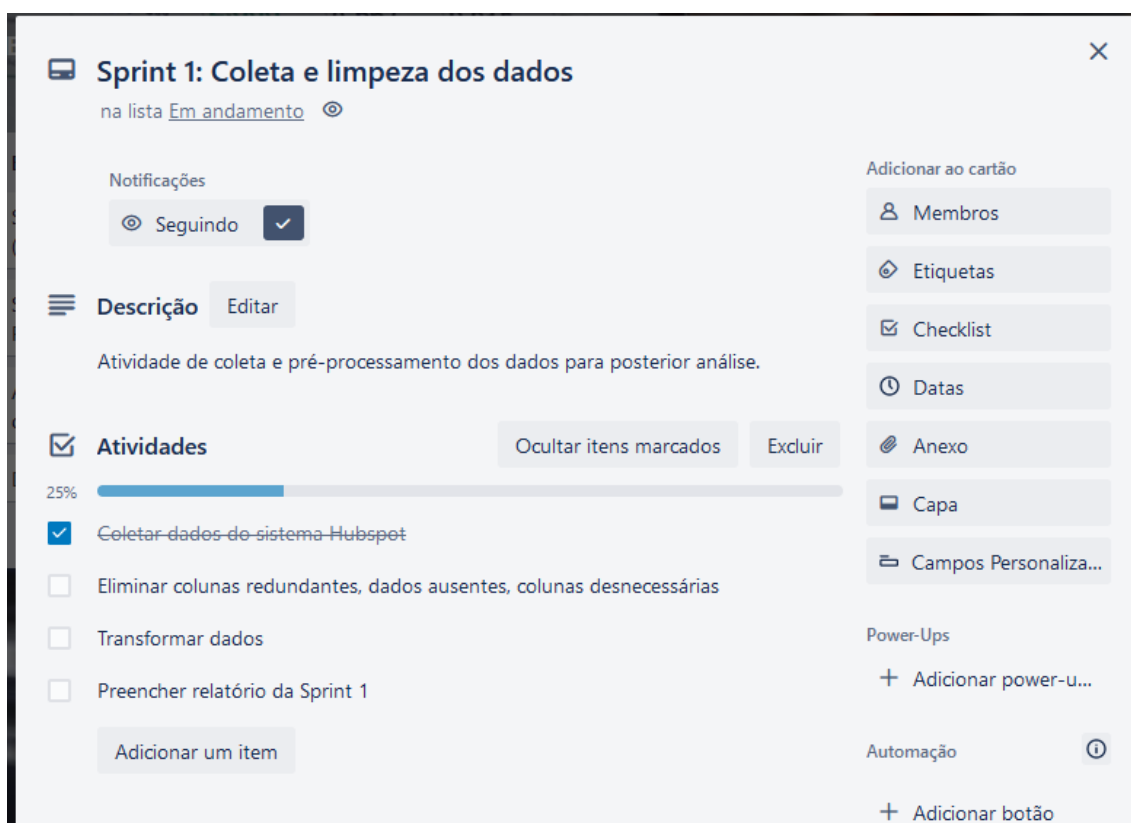 Sprint 1: Coleta e limpeza dos dados
na lista Em andamento
Notificações
Seguindo
Descrição
Editar
Atividade de coleta e pré-processamento dos dados para posterior análise.
Atividades
Ocultar itens marcados
Excluir
25%
Coletar dados do sistema Hubspot
Eliminar colunas redundantes, dados ausentes, colunas desnecessárias
Transformar dados
Preencher relatório da Sprint 1
Adicionar um item
Adicionar ao cartão
Membros
Etiquetas
Checklist
Datas
Anexo
Capa
Campos Personaliza...
Power-Ups
+ Adicionar power-u...
Automação
+ Adicionar botão